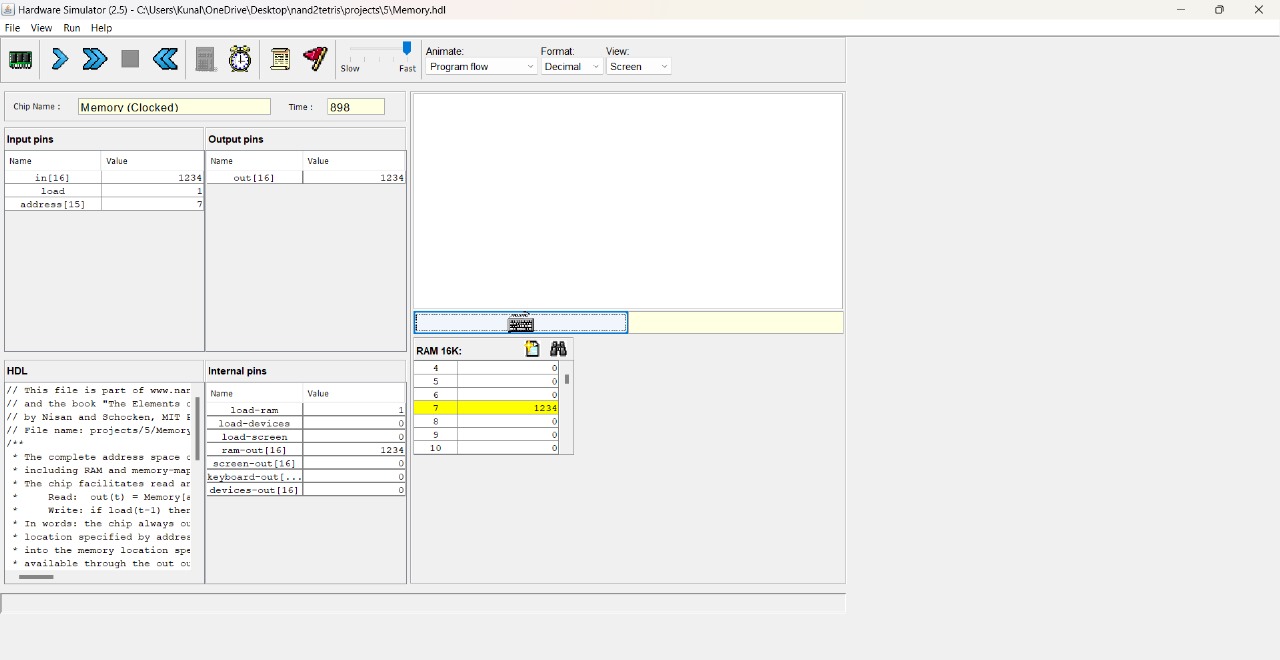 Hardware Simulator (2.5) - C:\Users\Kunal\OneDrive\Desktop\nand2tetris\projects\5\Memory.hdl
File View Run Help
Slow Fast
Animate: Format: View:
Program flow Decimal Screen
Chip Name : Memory (Clocked) Time : 898
Input pins
Name Value
in[16] 1234
load 1
address[15] 7
Output pins
Name Value
out[16] 1234
HDL
// This file is part of www.nar
// and the book "The Elements o
// by Nisan and Schocken, MIT P
// File name: projects/5/Memory
/**
* The complete address space o
* including RAM and memory-map
* The chip facilitates read an
* Read: out(t) = Memory[a
* Write: if load(t-1) then
* In words: the chip always ou
* location specified by addres
* into the memory location spe
* available through the out ou
Internal pins
Name Value
load-ram 1
load-devices 0
load-screen 0
ram-out[16] 1234
screen-out[16] 0
keyboard-out[... 0
devices-out[16] 0
RAM 16K:
4 0
5 0
6 0
7 1234
8 0
9 0
10 0